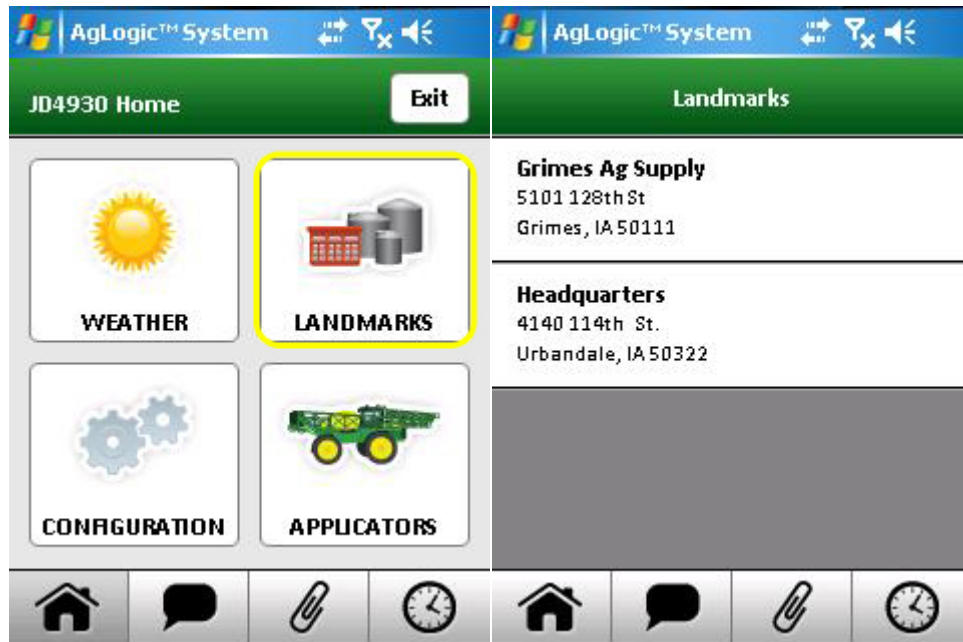 AgLogic™ System
JD4930 Home
Exit
WEATHER
LANDMARKS
CONFIGURATION
APPLICATORS
AgLogic™ System
Landmarks
Grimes Ag Supply
5101 128th St
Grimes, IA 50111
Headquarters
4140 114th St.
Urbandale, IA 50322